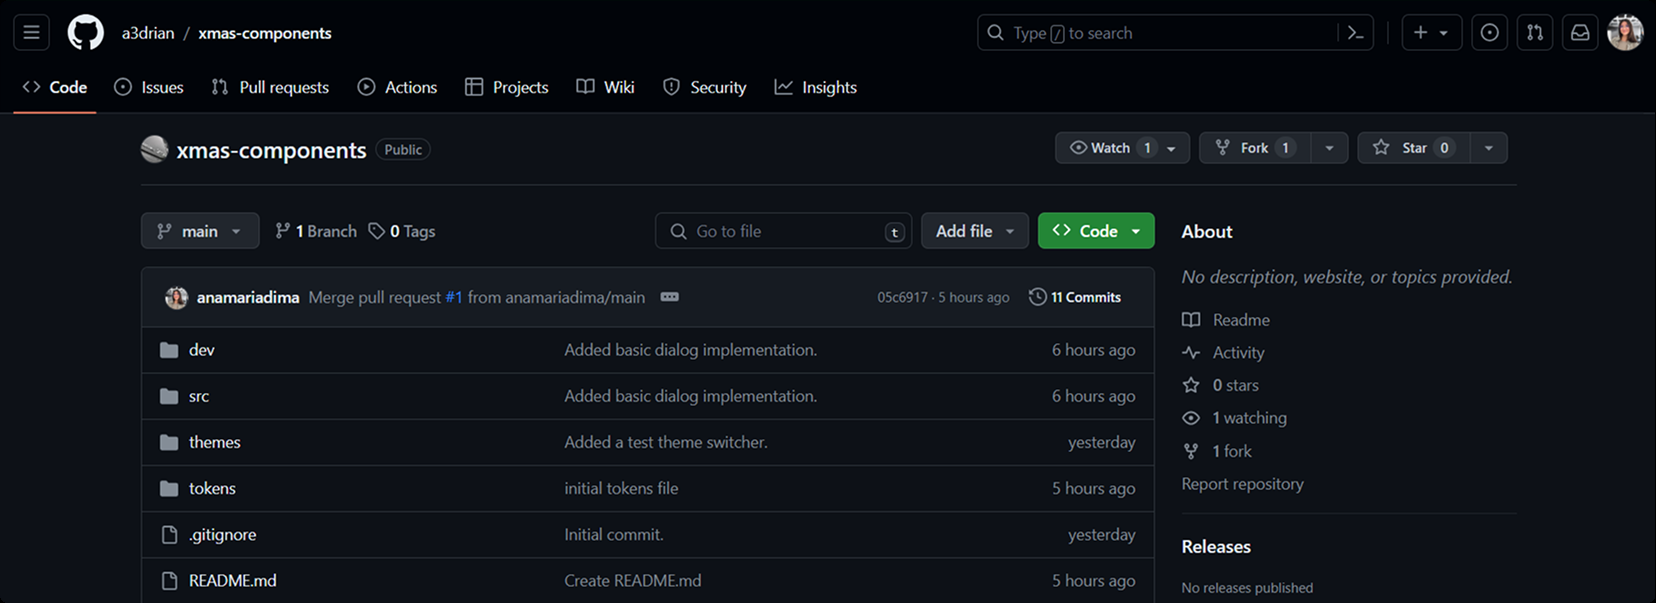 a3drian / xmas-components Type / to search
Code Issues Pull requests Actions Projects Wiki Security Insights
xmas-components Public Watch 1 Fork 1 Star 0
main 1 Branch 0 Tags Go to file t Add file Code
About
No description, website, or topics provided.
anamariadima Merge pull request #1 from anamariadima/main 05c6917 · 5 hours ago 11 Commits
dev Added basic dialog implementation. 6 hours ago
src Added basic dialog implementation. 6 hours ago
themes Added a test theme switcher. yesterday
tokens initial tokens file 5 hours ago
.gitignore Initial commit. yesterday
README.md Create README.md 5 hours ago
Readme
Activity
0 stars
1 watching
1 fork
Report repository
Releases
No releases published